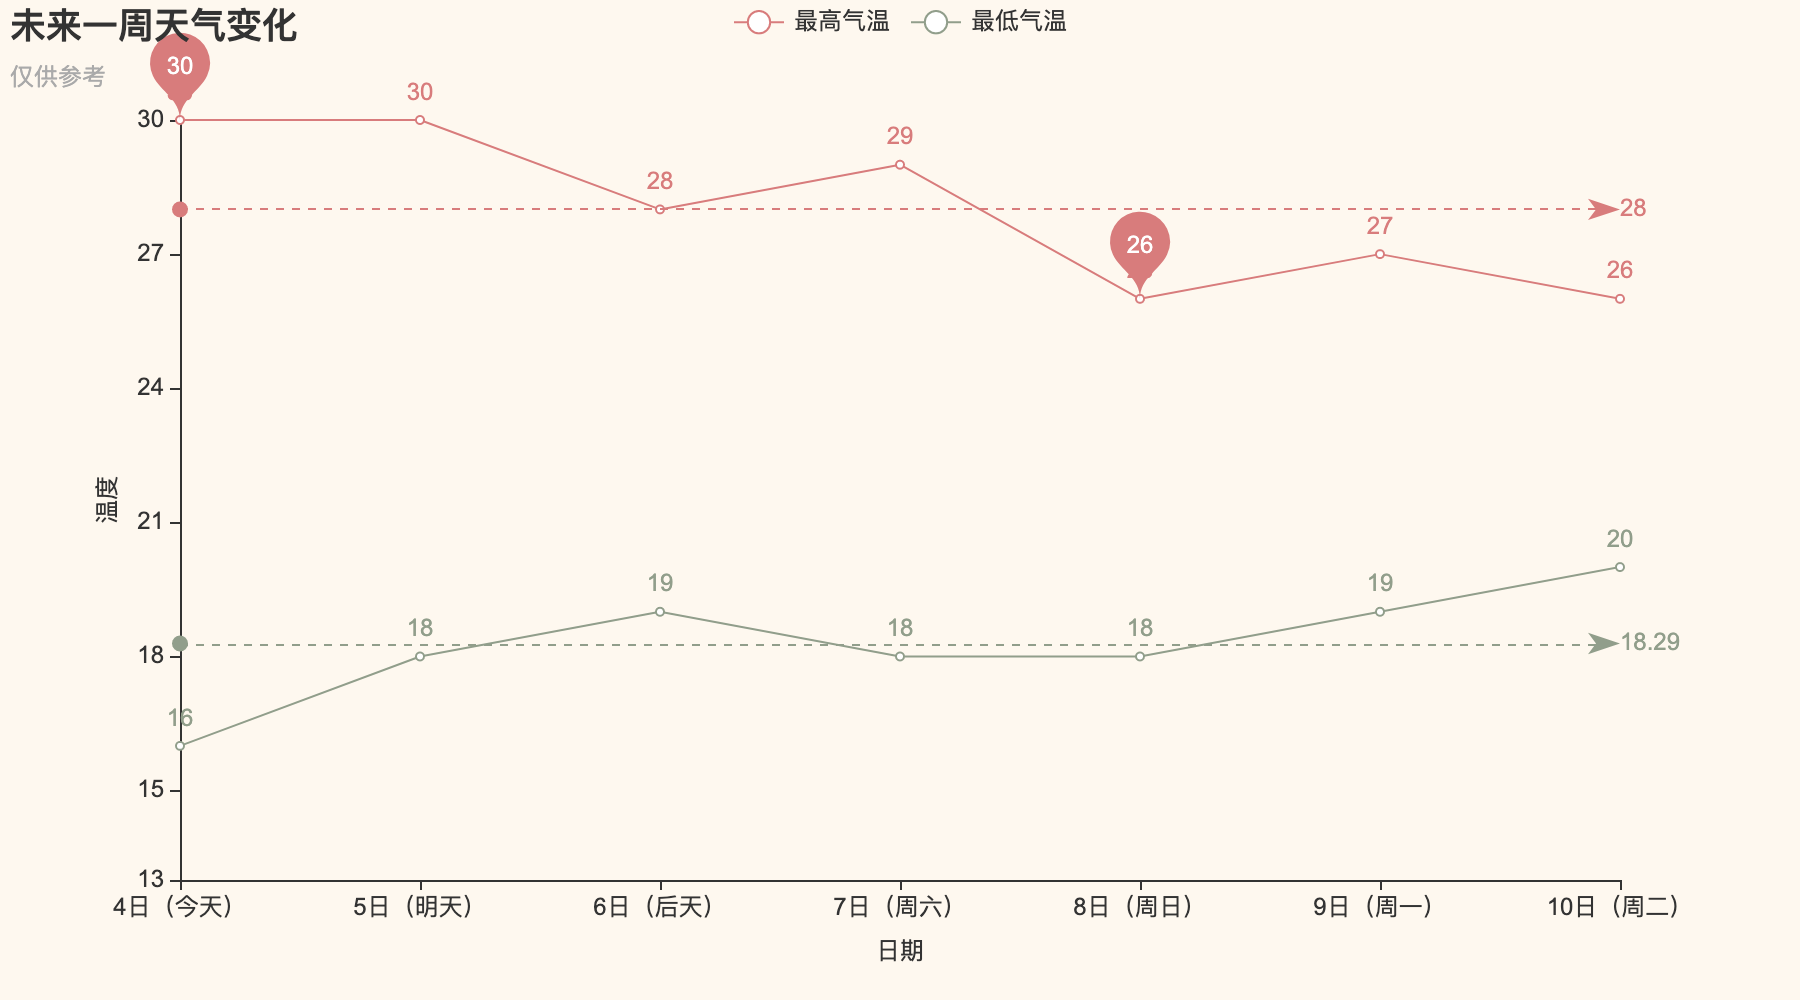 未来一周天气变化
仅供参考
最高气温
最低气温
30
30
28
29
26
27
26
28
16
18
19
18
18
19
20
18.29
30
27
24
21
18
15
13
温度
4日（今天）
5日（明天）
6日（后天）
7日（周六）
8日（周日）
9日（周一）
10日（周二）
日期